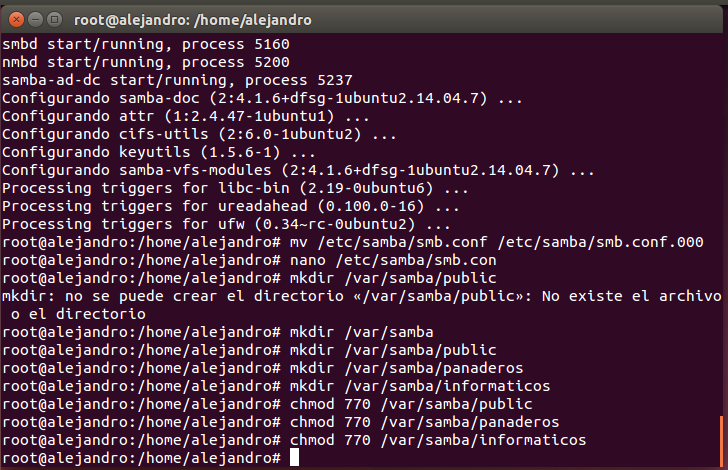 root@alejandro: /home/alejandro
smbd start/running, process 5160
nmbd start/running, process 5200
samba-ad-dc start/running, process 5237
Configurando samba-doc (2:4.1.6+dfsg-1ubuntu2.14.04.7) ...
Configurando attr (1:2.4.47-1ubuntu1) ...
Configurando cifs-utils (2:6.0-1ubuntu2) ...
Configurando keyutils (1.5.6-1) ...
Configurando samba-vfs-modules (2:4.1.6+dfsg-1ubuntu2.14.04.7) ...
Processing triggers for libc-bin (2.19-0ubuntu6) ...
Processing triggers for ureadahead (0.100.0-16) ...
Processing triggers for ufw (0.34~rc-0ubuntu2) ...
root@alejandro:/home/alejandro# mv /etc/samba/smb.conf /etc/samba/smb.conf.000
root@alejandro:/home/alejandro# nano /etc/samba/smb.con
root@alejandro:/home/alejandro# mkdir /var/samba/public
mkdir: no se puede crear el directorio «/var/samba/public»: No existe el archivo
 o el directorio
root@alejandro:/home/alejandro# mkdir /var/samba
root@alejandro:/home/alejandro# mkdir /var/samba/public
root@alejandro:/home/alejandro# mkdir /var/samba/panaderos
root@alejandro:/home/alejandro# mkdir /var/samba/informaticos
root@alejandro:/home/alejandro# chmod 770 /var/samba/public
root@alejandro:/home/alejandro# chmod 770 /var/samba/panaderos
root@alejandro:/home/alejandro# chmod 770 /var/samba/informaticos
root@alejandro:/home/alejandro#